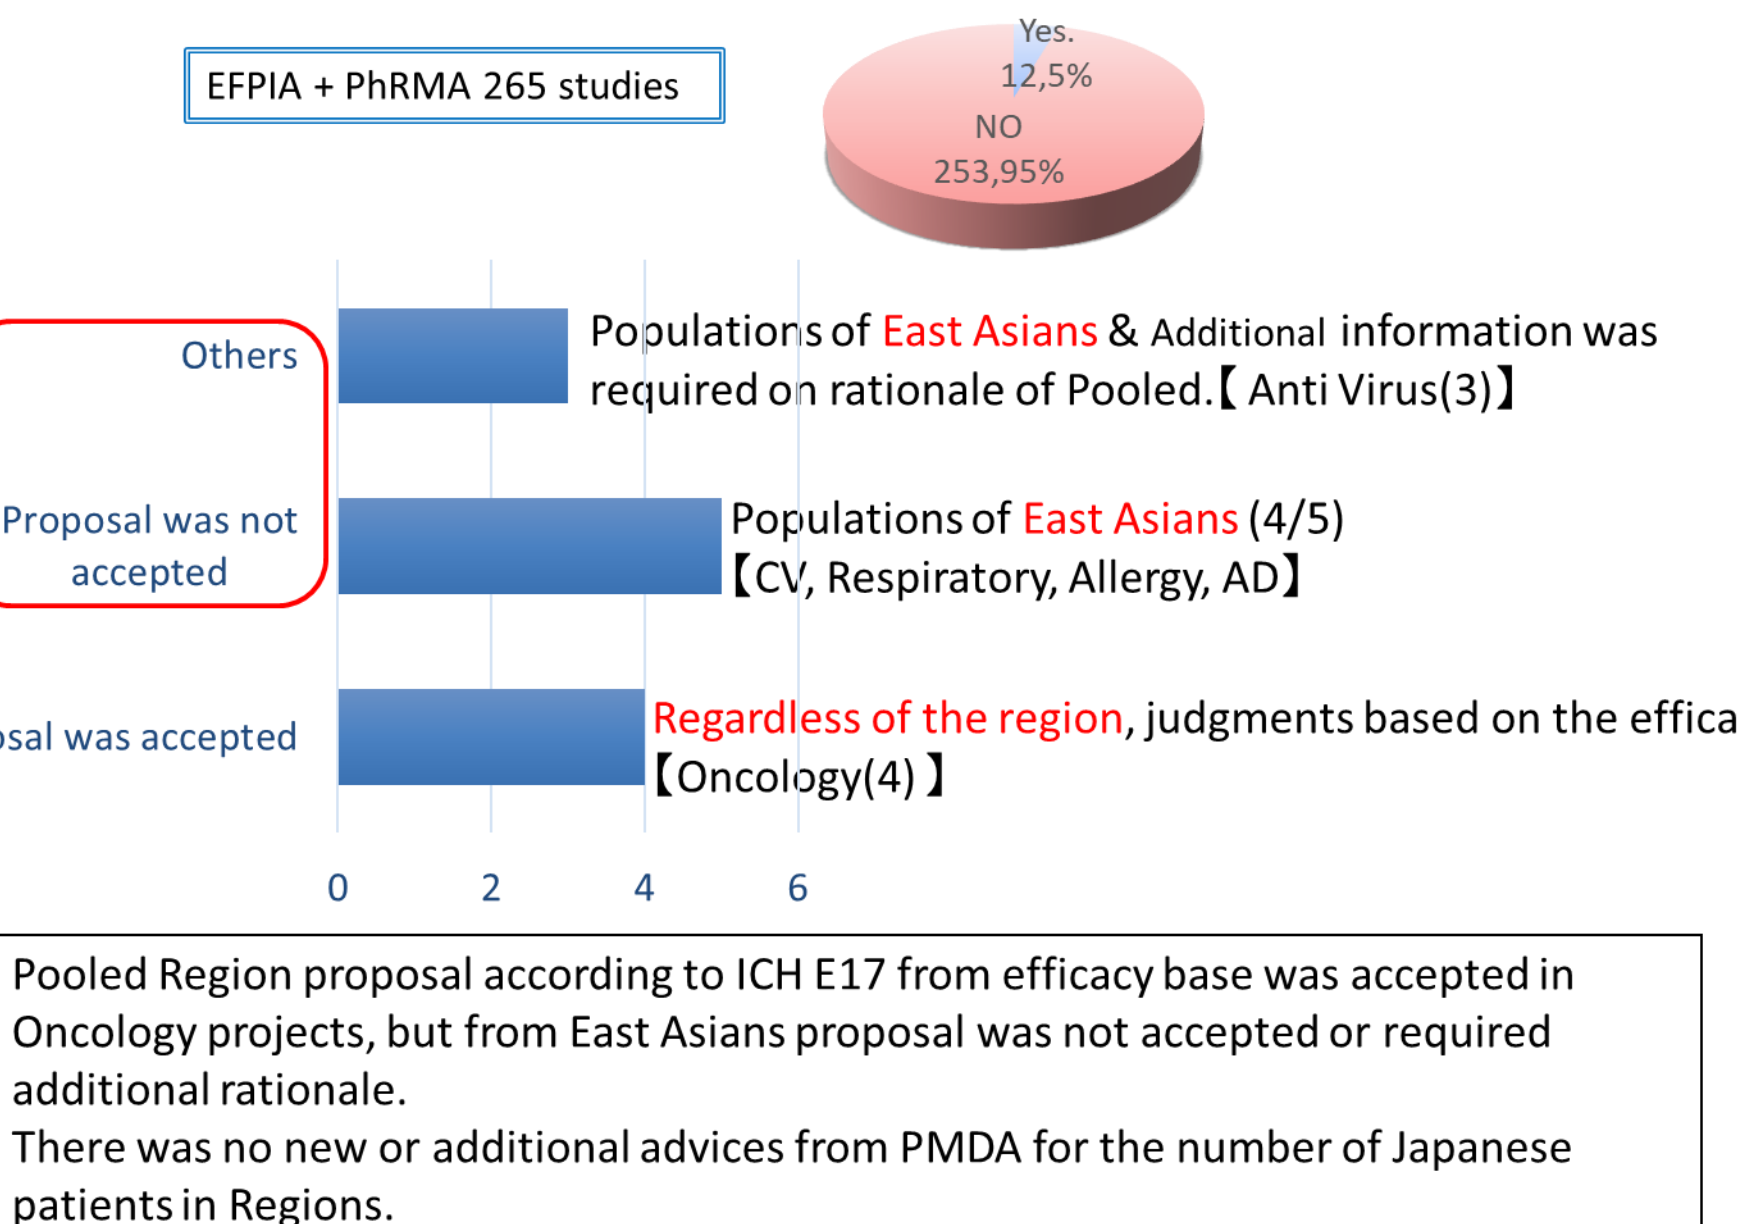 Yes.
12,5%
EFPIA + PhRMA 265 studies
NO
253,95%
Others
Populations of East Asians & Additional information was
required on rationale of Pooled.【 Anti Virus(3)】
Proposal was not
accepted
Populations of East Asians (4/5)
【CV, Respiratory, Allergy, AD】
was accepted
Regardless of the region, judgments based on the
【Oncology(4) 】
0 2 4 6
Pooled Region proposal according to ICH E17 from efficacy base was accepted in
Oncology projects, but from East Asians proposal was not accepted or required
additional rationale.
There was no new or additional advices from PMDA for the number of Japanese
patients in Regions.